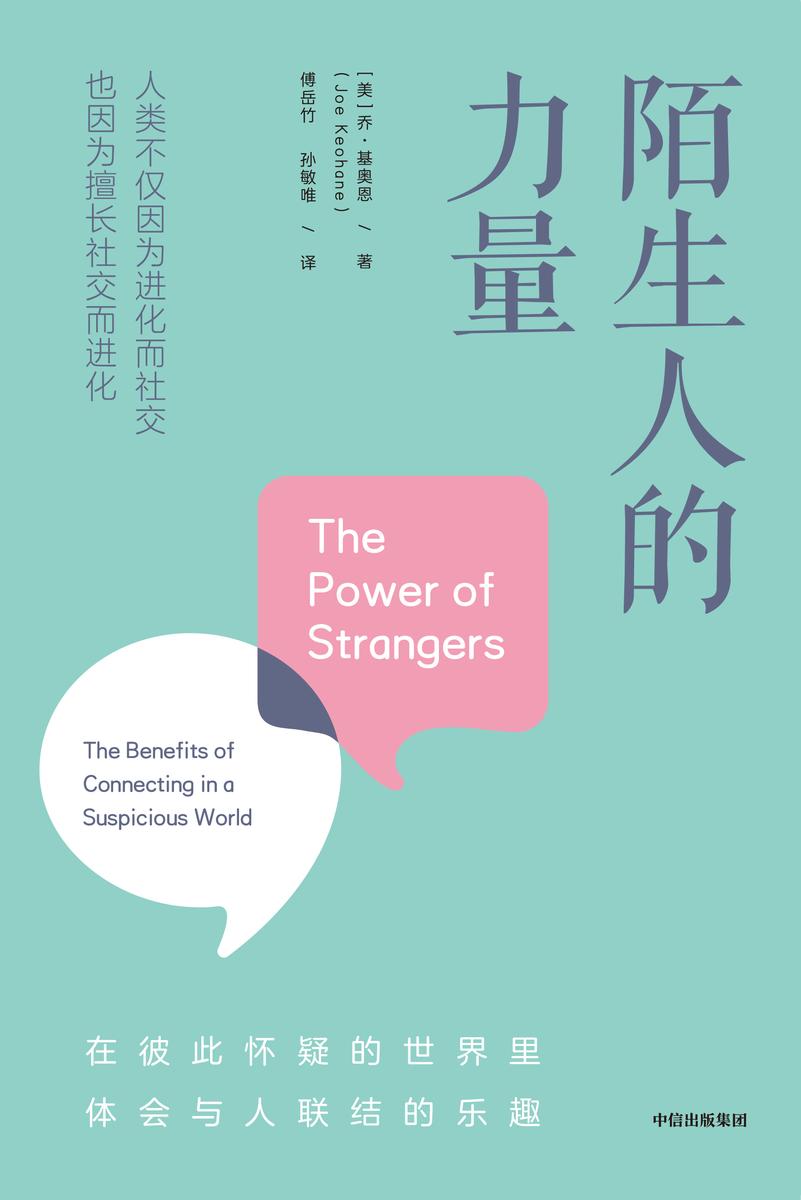 陌生人的
力量
[美]乔·基奥恩 / 著
(Joe Keohane)
傅岳竹 孙敏唯 / 译
人类不仅因为进化而社交
也因为擅长社交而进化
The
Power of
Strangers
The Benefits of
Connecting in a
Suspicious World
在彼此怀疑的世界里
体会与人联结的乐趣
中信出版集团